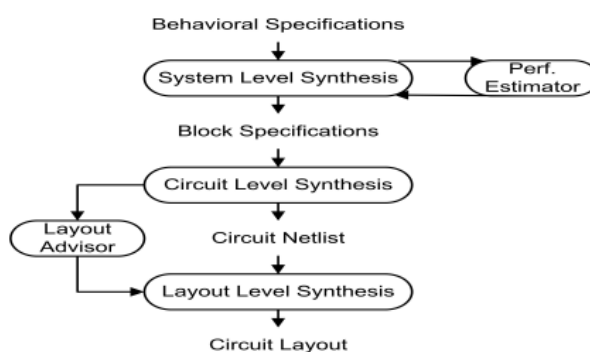 Behavioral Specifications
System Level Synthesis
Perf.
Estimator
Block Specifications
Circuit Level Synthesis
Layout
Advisor
Circuit Netlist
Layout Level Synthesis
Circuit Layout